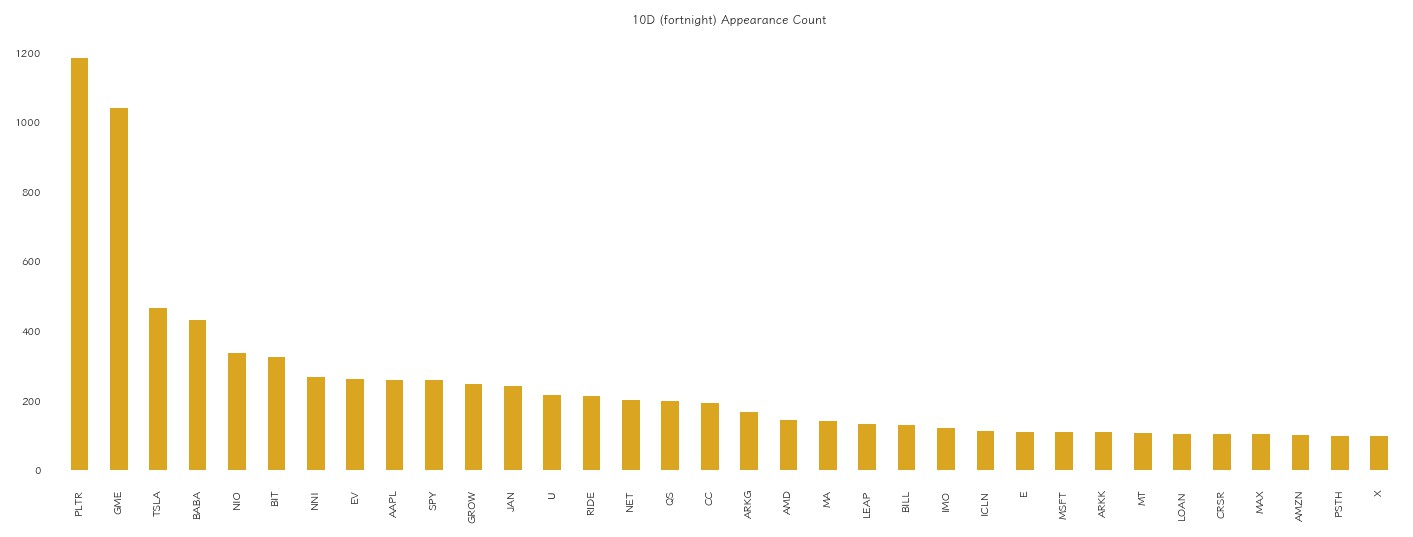 10D (fortnight) Appearance Count
1200
1000
800
600
400
200
0
PLTR
GME
TSLA
BABA
NIO
BIT
NNI
EV
AAPL
SPY
GROW
JAN
U
RIDE
NET
QS
CC
ARKG
AMD
MA
LEAP
BILL
IMO
ICLN
E
MSFT
ARKK
MT
LOAN
CRSR
MAX
AMZN
PSTH
X